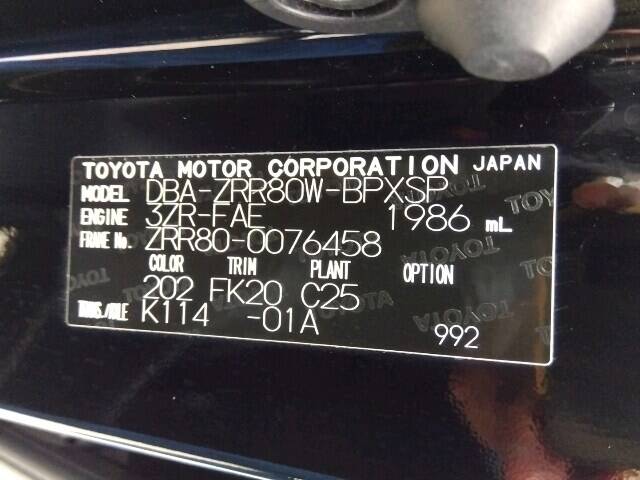 TOYOTA MOTOR CORPORATION JAPAN
MODEL DBA-ZRR80W-BPXSP
ENGINE 3ZR-FAE 1986 mL
FRAME No. ZRR80-0076458
COLOR TRIM PLANT OPTION
202 FK20 C25
TRANS./AXLE K114 -01A
992